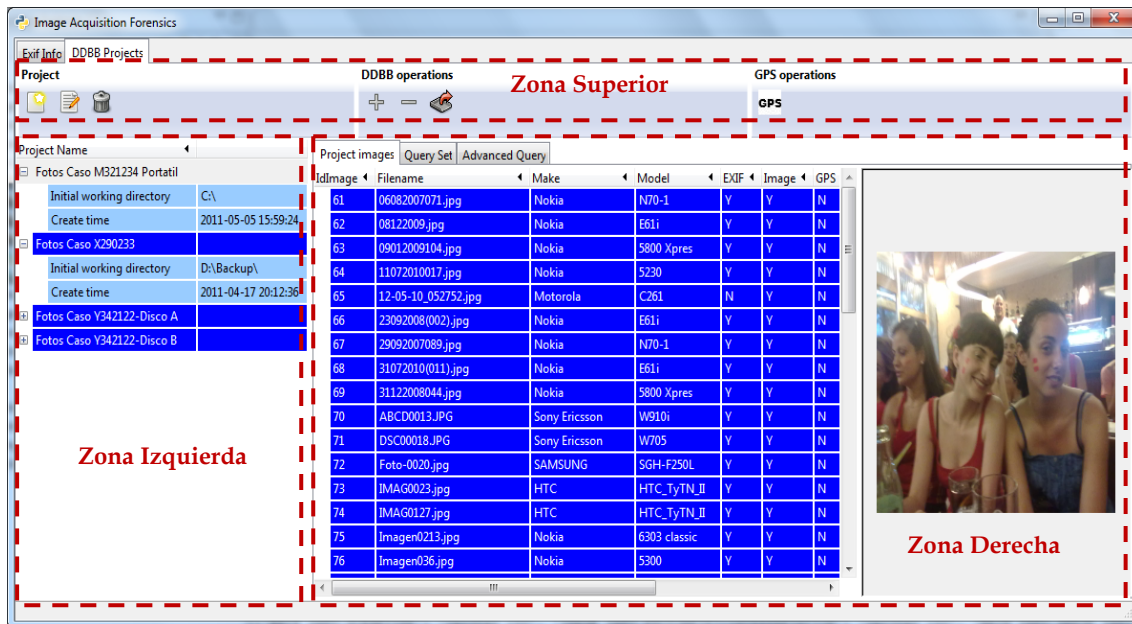 Image Acquisition Forensics
Exif Info DDBB Projects
Project DDBB operations GPS operations
Zona Superior
GPS
Project Name
Fotos Caso M321234 Portatil
Initial working directory C:\
Create time 2011-05-05 15:59:24
Fotos Caso X290233
Initial working directory D:\Backup\
Create time 2011-04-17 20:12:36
Fotos Caso Y342122-Disco A
Fotos Caso Y342122-Disco B
Zona Izquierda
Project images Query Set Advanced Query
IdImage Filename Make Model EXIF Image GPS
61 06082007071.jpg Nokia N70-1 Y Y N
62 08122009.jpg Nokia E61i Y Y N
63 09012009104.jpg Nokia 5800 Xpres Y Y N
64 11072010017.jpg Nokia 5230 Y Y N
65 12-05-10_052752.jpg Motorola C261 N Y N
66 23092008(002).jpg Nokia E61i Y Y N
67 29092007089.jpg Nokia N70-1 Y Y N
68 31072010(011).jpg Nokia E61i Y Y N
69 31122008044.jpg Nokia 5800 Xpres Y Y N
70 ABCD0013.JPG Sony Ericsson W910i Y Y N
71 DSC00018.JPG Sony Ericsson W705 Y Y N
72 Foto-0020.jpg SAMSUNG SGH-F250L Y Y N
73 IMAG0023.jpg HTC HTC_TyTN_II Y Y N
74 IMAG0127.jpg HTC HTC_TyTN_II Y Y N
75 Imagen0213.jpg Nokia 6303 classic Y Y N
76 Imagen036.jpg Nokia 5300 Y Y N
Zona Derecha